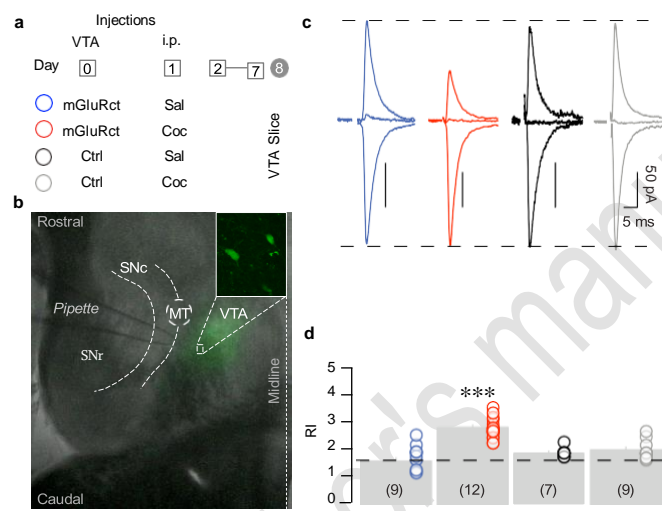 a
Injections
VTA
i.p.
Day
0
1
2
7
8
mGluRct
Sal
mGluRct
Coc
Ctrl
Sal
Ctrl
Coc
VTA Slice
b
Rostral
SNc
Pipette
MT
VTA
SNr
Midline
Caudal
c
50 pA
5 ms
d
RI
5
4
3
2
1
0
***
(9)
(12)
(7)
(9)
or's manu